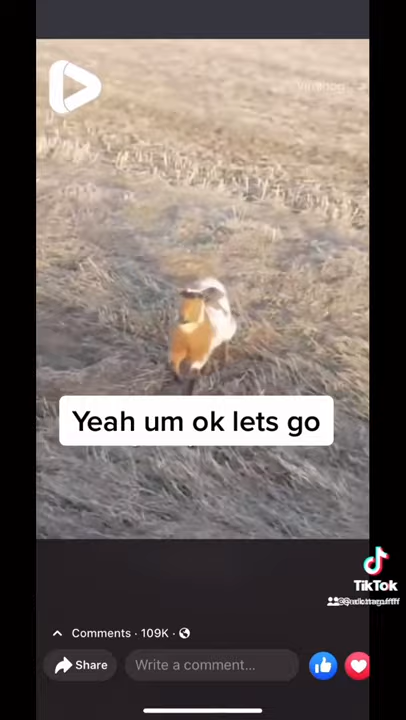 Yeah um ok lets go
TikTok
Comments · 109K ·
Share
Write a comment...